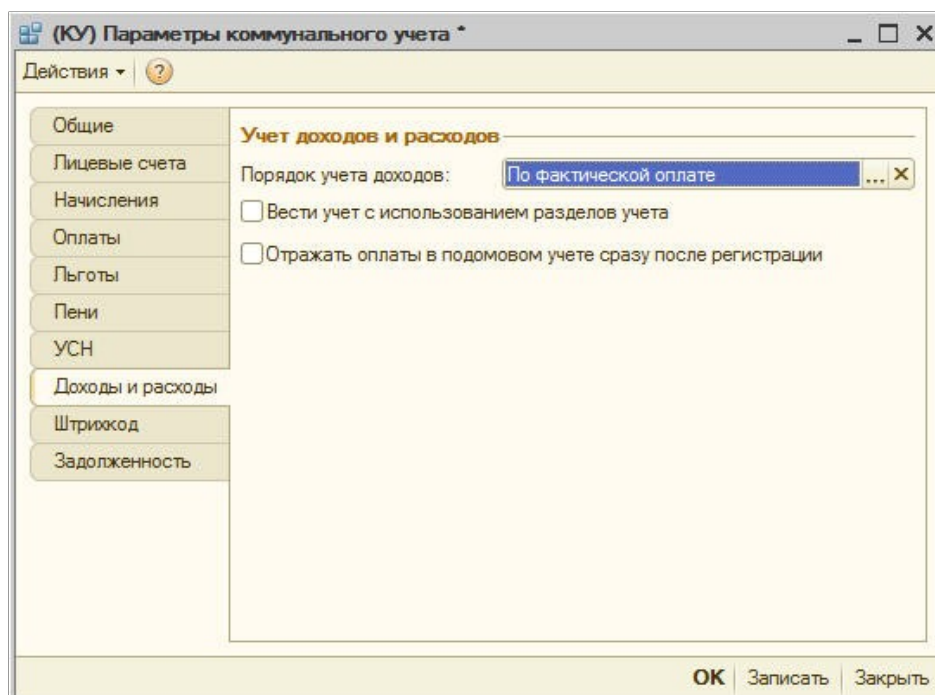 (КУ) Параметры коммунального учета *
Действия
Общие
Лицевые счета
Начисления
Оплаты
Льготы
Пени
УСН
Доходы и расходы
Штрихкод
Задолженность
Учет доходов и расходов
Порядок учета доходов: По фактической оплате ...
Вести учет с использованием разделов учета
Отражать оплаты в подомовом учете сразу после регистрации
OK Записать Закрыть